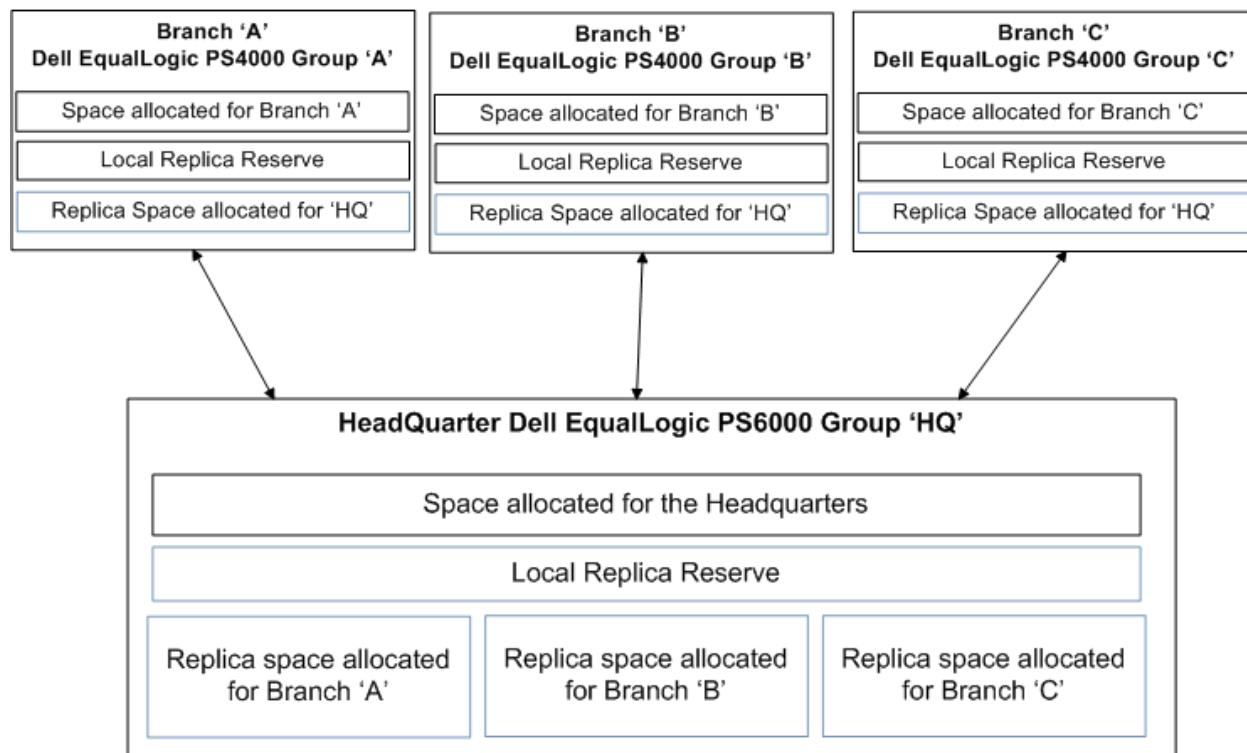 Branch ‘A’
Dell EqualLogic PS4000 Group ‘A’
Space allocated for Branch ‘A’
Local Replica Reserve
Replica Space allocated for ‘HQ’
Branch ‘B’
Dell EqualLogic PS4000 Group ‘B’
Space allocated for Branch ‘B’
Local Replica Reserve
Replica Space allocated for ‘HQ’
Branch ‘C’
Dell EqualLogic PS4000 Group ‘C’
Space allocated for Branch ‘C’
Local Replica Reserve
Replica Space allocated for ‘HQ’
HeadQuarter Dell EqualLogic PS6000 Group ‘HQ’
Space allocated for the Headquarters
Local Replica Reserve
Replica space allocated
for Branch ‘A’
Replica space allocated
for Branch ‘B’
Replica space allocated
for Branch ‘C’